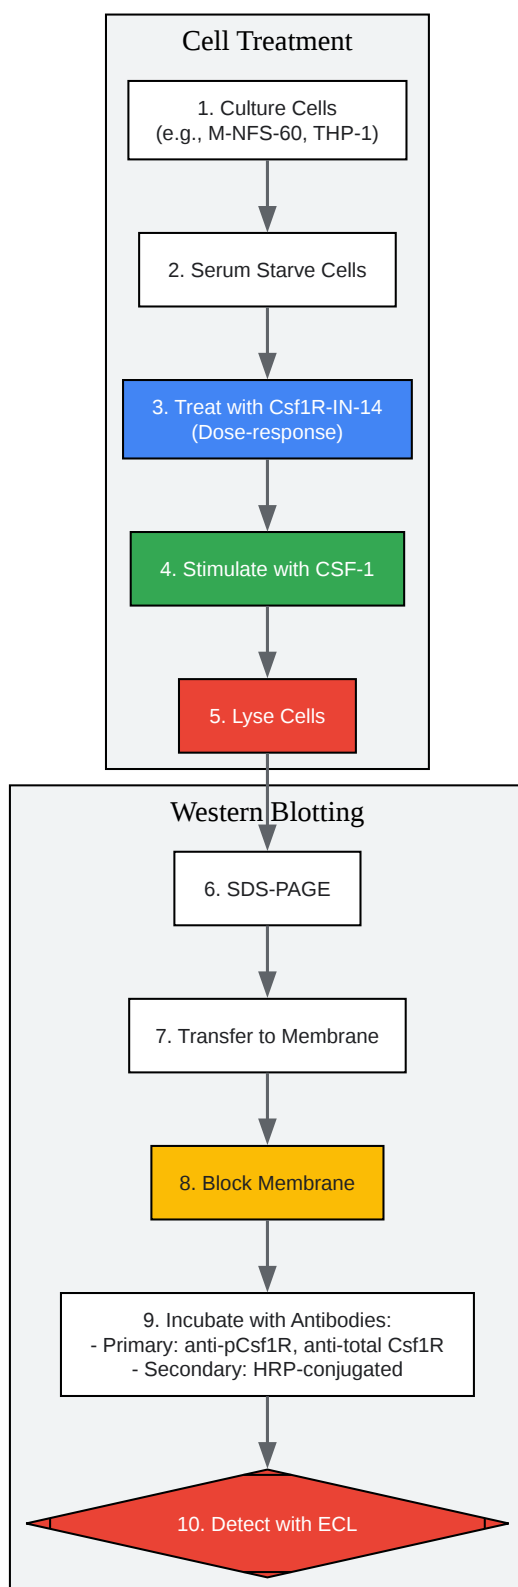 Cell Treatment
1. Culture Cells
(e.g., M-NFS-60, THP-1)
2. Serum Starve Cells
3. Treat with Csf1R-IN-14
(Dose-response)
4. Stimulate with CSF-1
5. Lyse Cells
Western Blotting
6. SDS-PAGE
7. Transfer to Membrane
8. Block Membrane
9. Incubate with Antibodies:
- Primary: anti-pCsf1R, anti-total Csf1R
- Secondary: HRP-conjugated
10. Detect with ECL